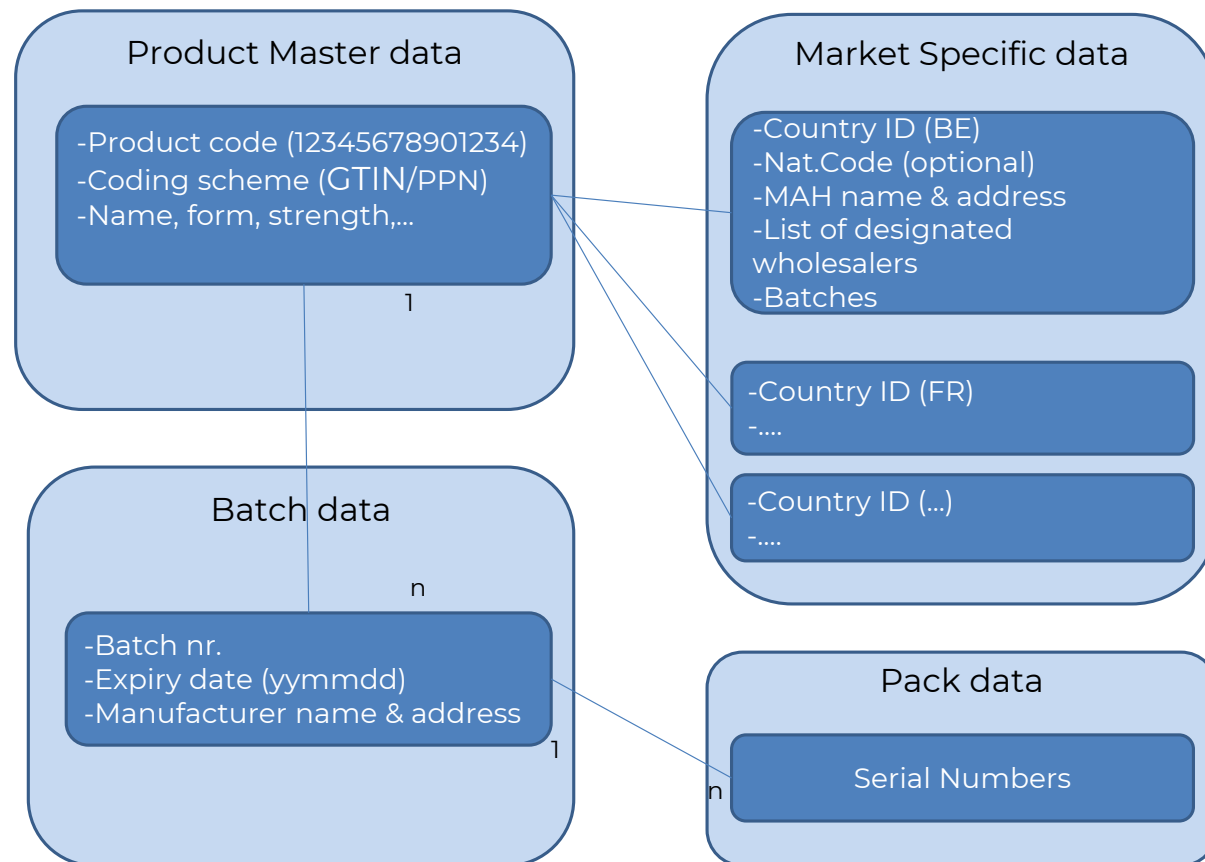 Product Master data
-Product code (12345678901234)
-Coding scheme (GTIN/PPN)
-Name, form, strength,...
1
Market Specific data
-Country ID (BE)
-Nat.Code (optional)
-MAH name & address
-List of designated
wholesalers
-Batches
-Country ID (FR)
-....
-Country ID (...)
-....
Batch data
n
-Batch nr.
-Expiry date (yymmdd)
-Manufacturer name & address
1
Pack data
n
Serial Numbers